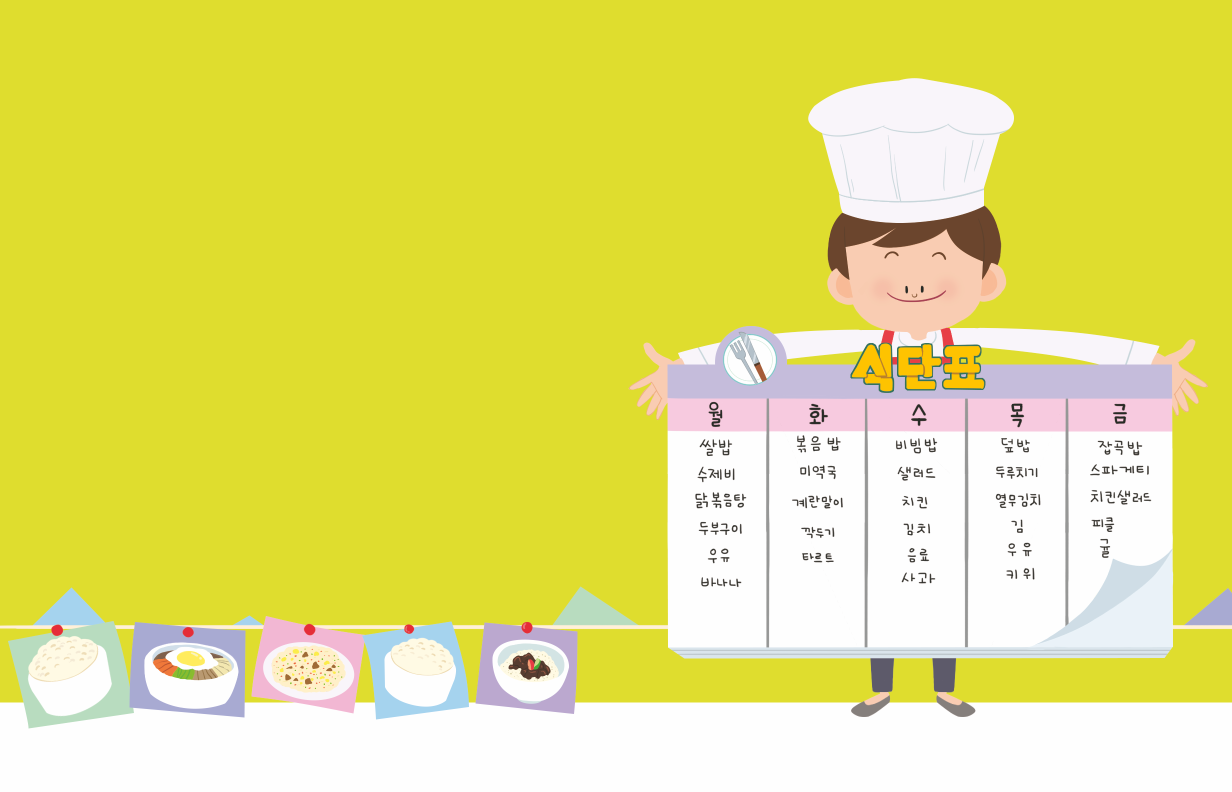 식단표
월
쌀밥
수제비
닭볶음탕
두부구이
우유
바나나
화
볶음 밥
미역국
계란말이
깍두기
타르트
수
비빔밥
샐러드
치킨
김치
음료
사과
목
덮밥
두루치기
열무김치
김
우유
키위
금
잡곡밥
스파게티
치킨샐러드
피클
귤